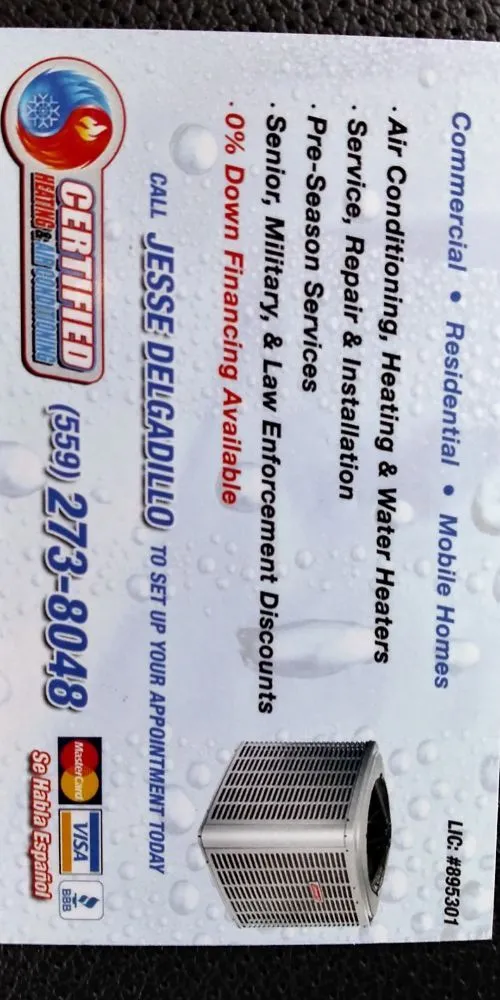 Commercial • Residential • Mobile Homes
LIC: #895301
· Air Conditioning, Heating & Water Heaters
· Service, Repair & Installation
· Pre-Season Services
· Senior, Military, & Law Enforcement Discounts
· 0% Down Financing Available
CALL JESSE DELGADILLO TO SET UP YOUR APPOINTMENT TODAY
CERTIFIED
HEATING & AIR CONDITIONING
(559) 273-8048
MasterCard
VISA
BBB
Se Habla Español